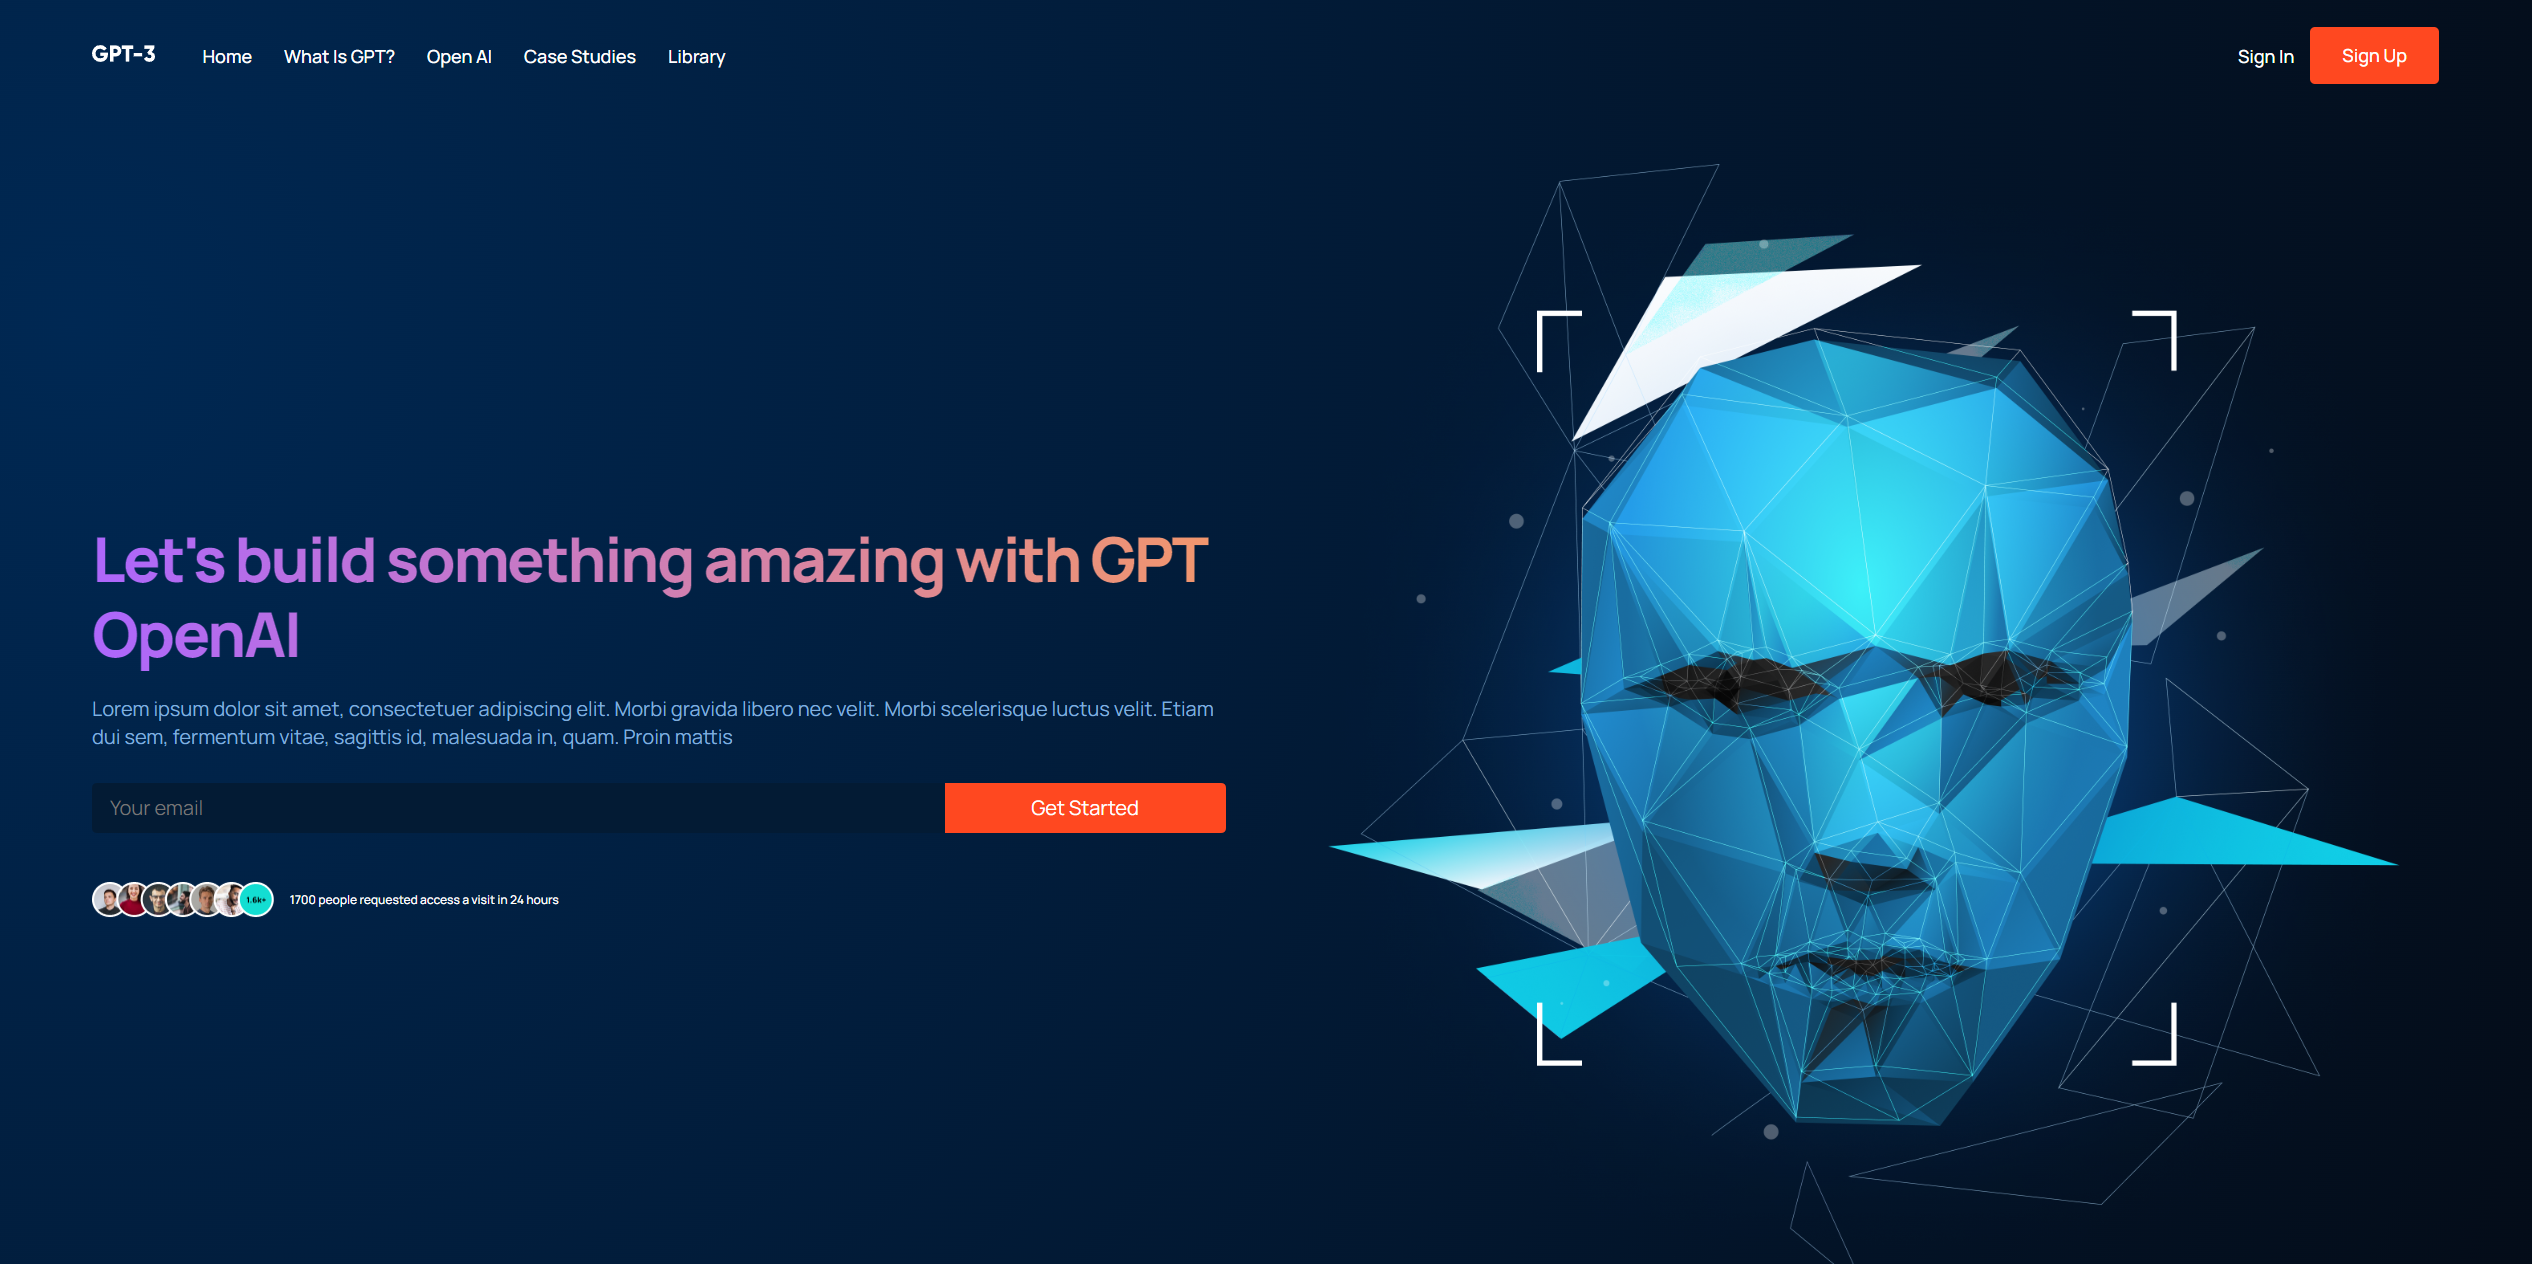 GPT-3
Home
What Is GPT?
Open AI
Case Studies
Library
Sign In
Sign Up
Let's build something amazing with GPT
OpenAI
Lorem ipsum dolor sit amet, consectetuer adipiscing elit. Morbi gravida libero nec velit. Morbi scelerisque luctus velit. Etiam
dui sem, fermentum vitae, sagittis id, malesuada in, quam. Proin mattis
Your email
Get Started
1.6k+
1700 people requested access a visit in 24 hours